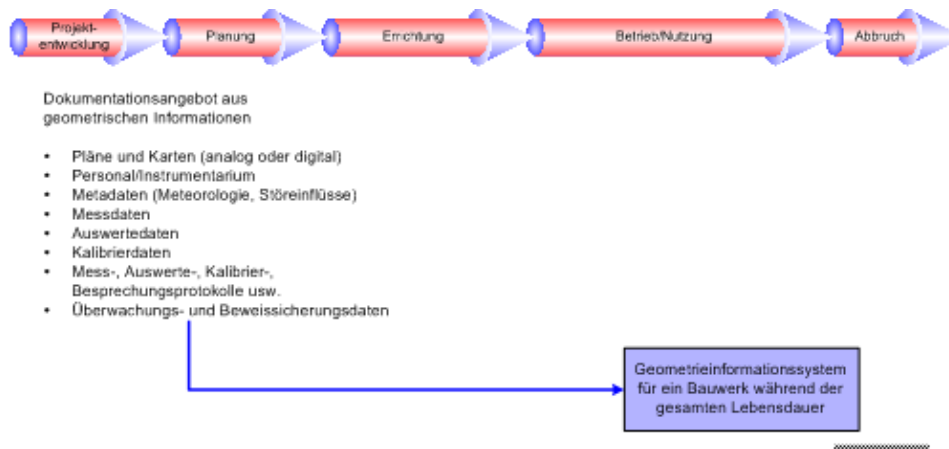 Projekt-
entwicklung
Planung
Errichtung
Betrieb/Nutzung
Abbruch
Dokumentationsangebot aus
geometrischen Informationen
• Pläne und Karten (analog oder digital)
• Personal/Instrumentarium
• Metadaten (Meteorologie, Störeinflüsse)
• Messdaten
• Auswertedaten
• Kalibrierdaten
• Mess-, Auswerte-, Kalibrier-,
Besprechungsprotokolle usw.
• Überwachungs- und Beweissicherungsdaten
Geometrieinformationssystem
für ein Bauwerk während der
gesamten Lebensdauer